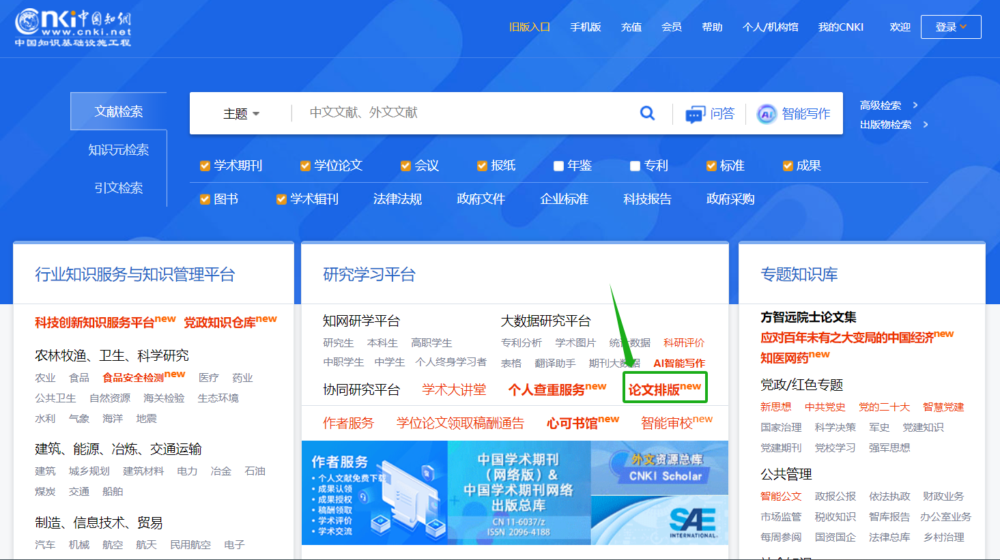 Cnki中国知网
www.cnki.net
中国知识基础设施工程
旧版入口 手机版 充值 会员 帮助 个人/机构馆 我的CNKI 欢迎 登录
文献检索
知识元检索
引文检索
主题 中文文献、外文文献 问答 AI 智能写作
高级检索 >
出版物检索 >
学术期刊 学位论文 会议 报纸 年鉴 专利 标准 成果
图书 学术辑刊 法律法规 政府文件 企业标准 科技报告 政府采购
行业知识服务与知识管理平台
科技创新知识服务平台new 党政知识仓库new
农林牧渔、卫生、科学研究
农业 食品 食品安全检测new 医疗 药业
公共卫生 自然资源 海关检验 生态环境
水利 气象 海洋 地震
建筑、能源、冶炼、交通运输
建筑 城乡规划 建筑材料 电力 冶金 石油
煤炭 交通 船舶
制造、信息技术、贸易
汽车 机械 航空 航天 民用航空 电子
研究学习平台
知网研学平台
研究生 本科生 高职学生
中职学生 中学生 个人终身学习者
大数据研究平台
专利分析 学术图片 统计数据 科研评价
表格 翻译助手 期刊大数据 AI智能写作
协同研究平台 学术大讲堂 个人查重服务new 论文排版new
作者服务 学位论文领取稿酬通告 心可书馆new 智能审校new
作者服务
• 个人文献免费下载
• 成果认领
• 成果授权
• 稿酬领取
• 学术评价
• 学术交流
中国学术期刊
（网络版）&
中国学术期刊网络
出版总库
CN 11-6037/z
ISSN 2096-4188
外文资源总库
CNKI Scholar
SAE
INTERNATIONAL.
专题知识库
方智远院士论文集
应对百年未有之大变局的中国经济new
知医网药new
党政/红色专题
新思想 中共党史 党的二十大 智慧党建
国家治理 科学决策 军史 党建知识
党建期刊 党校学习 强军思想
公共管理
智能公文 政报公报 依法执政 财政业务
市场监管 税收知识 智库报告 办公室业务
每周参阅 国资国企 法律总库 乡村治理